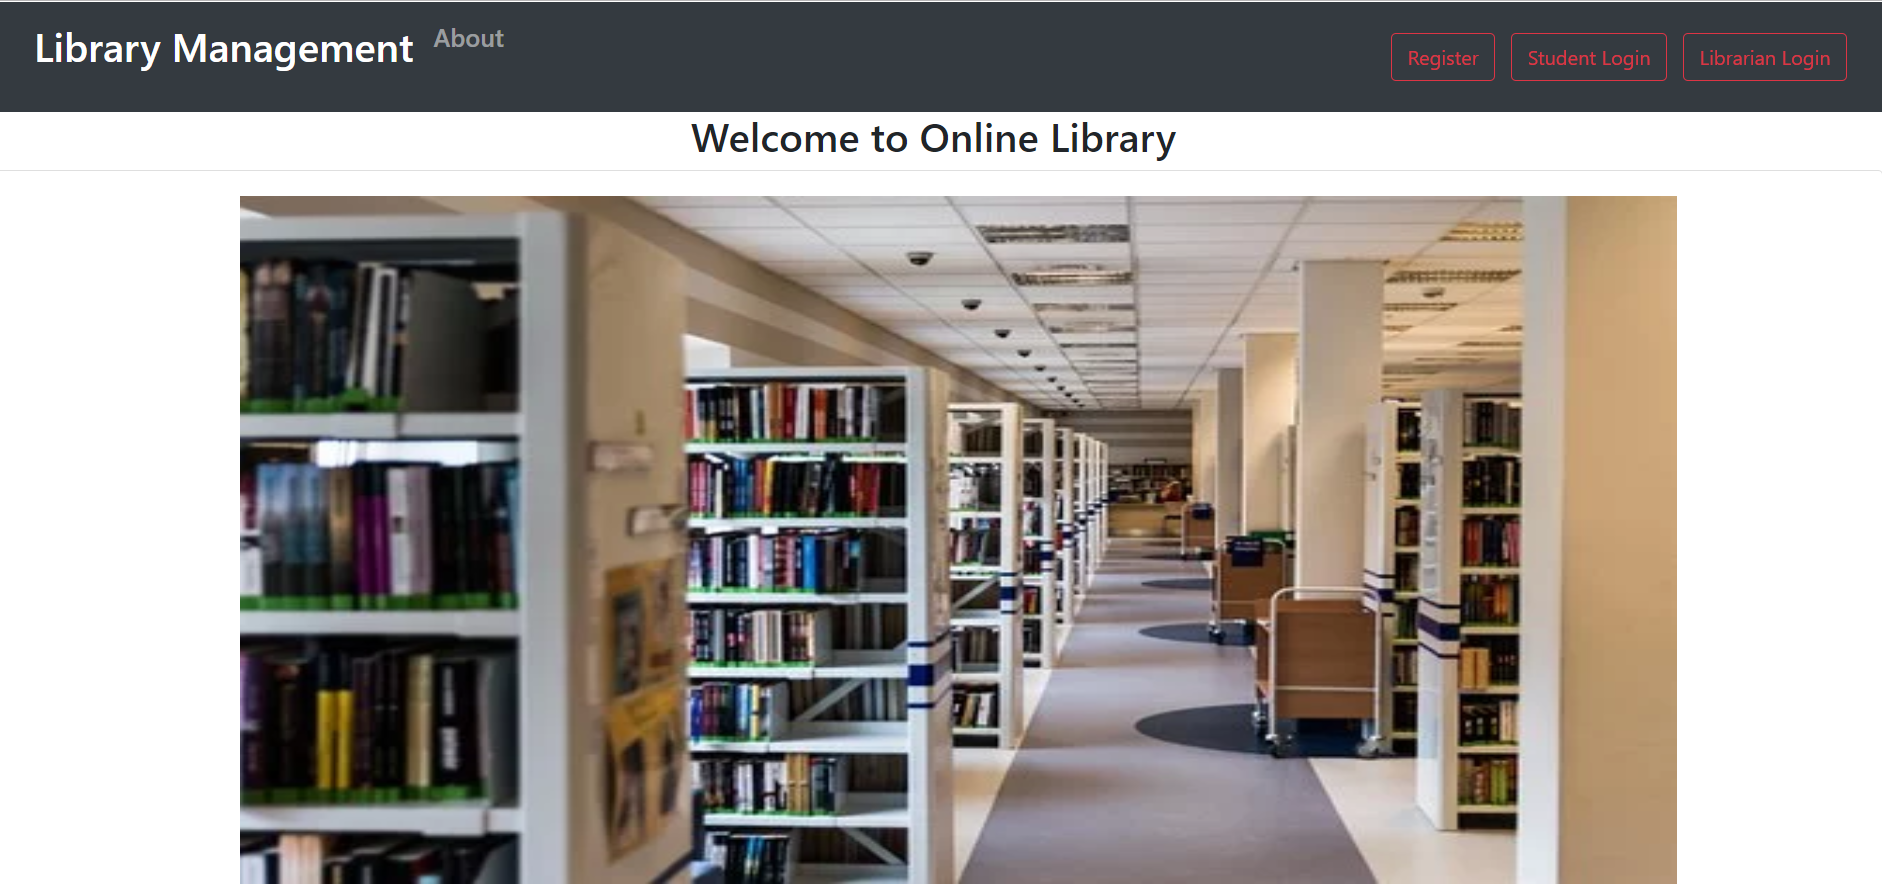 Library Management About
Register Student Login Librarian Login
Welcome to Online Library